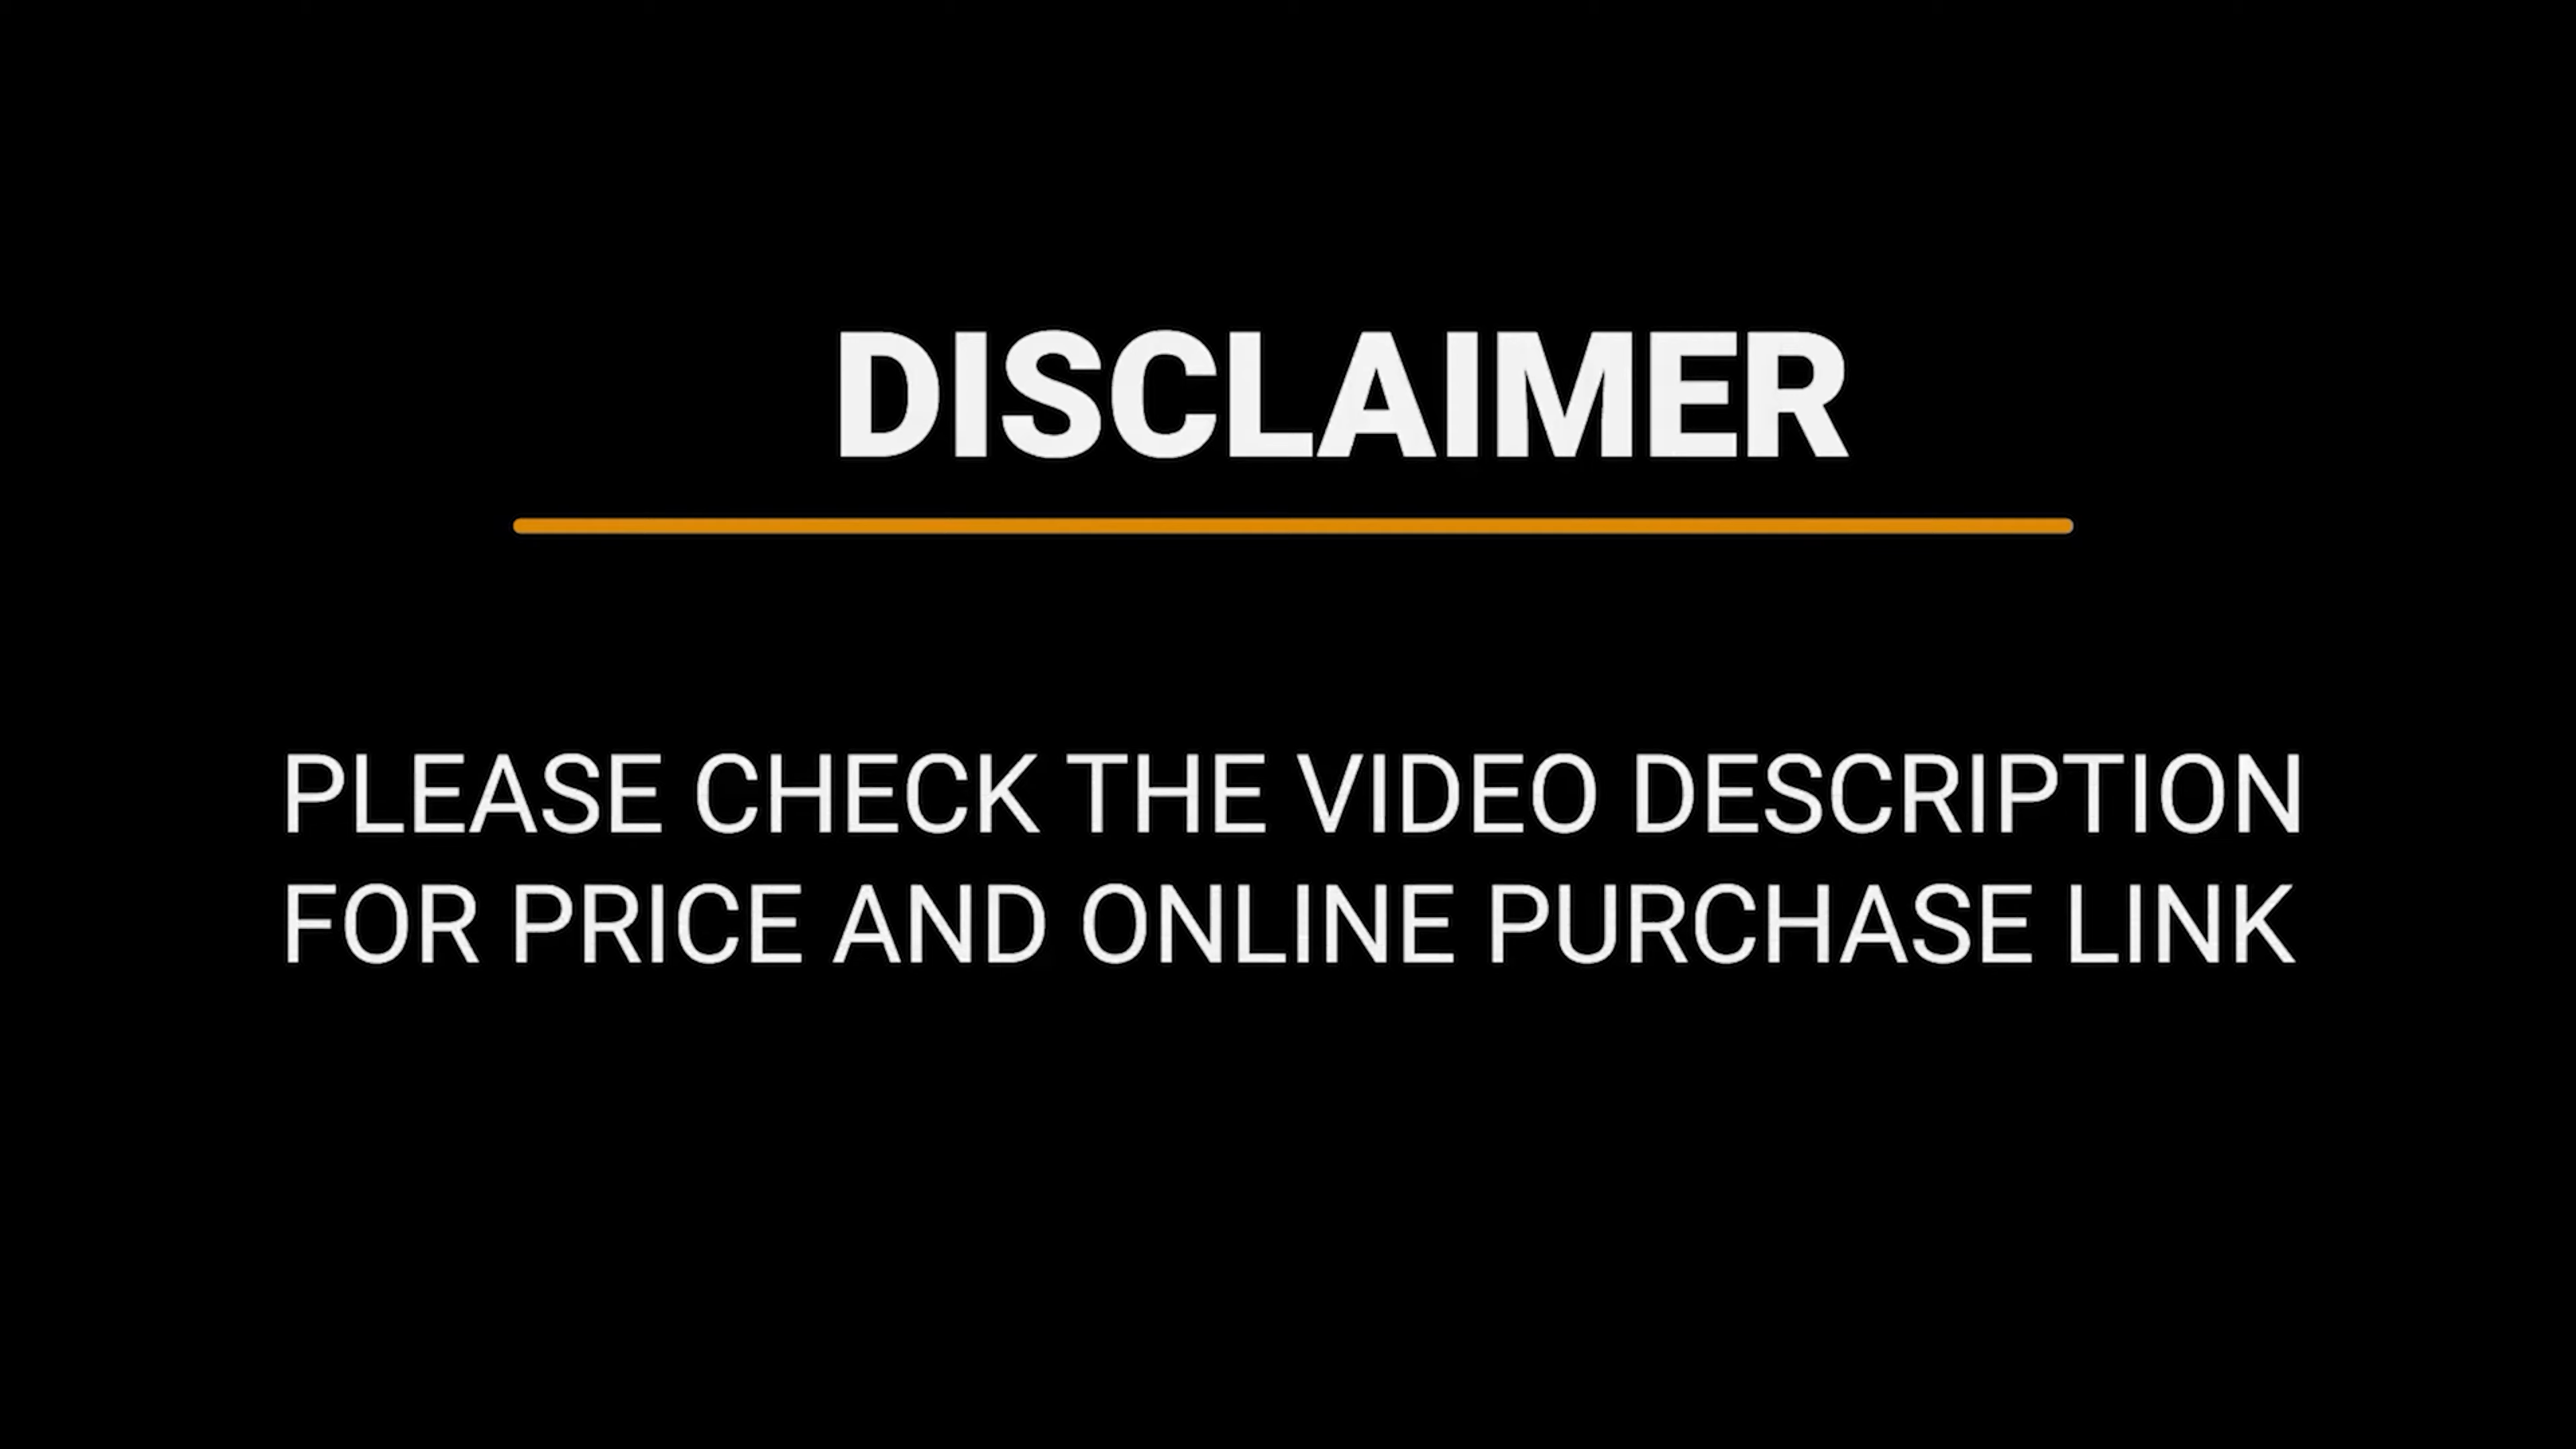 DISCLAIMER
PLEASE CHECK THE VIDEO DESCRIPTION
FOR PRICE AND ONLINE PURCHASE LINK